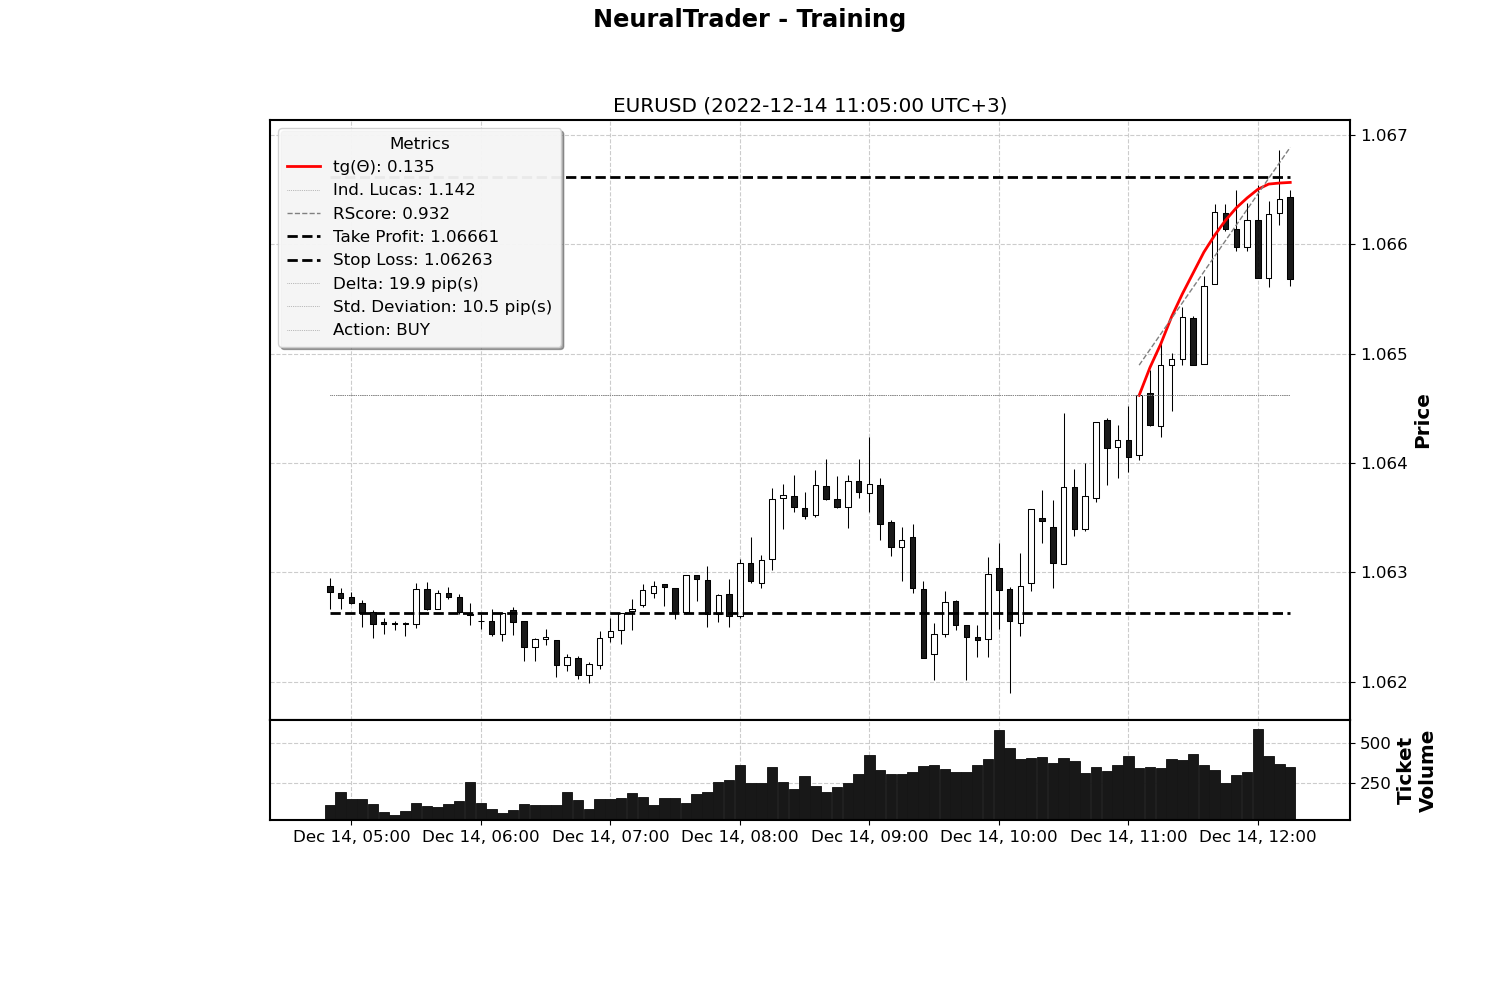 NeuralTrader - Training
EURUSD (2022-12-14 11:05:00 UTC+3)
Metrics
tg(Θ): 0.135
Ind. Lucas: 1.142
RScore: 0.932
Take Profit: 1.06661
Stop Loss: 1.06263
Delta: 19.9 pip(s)
Std. Deviation: 10.5 pip(s)
Action: BUY
1.067
1.066
1.065
1.064
1.063
1.062
Price
500
250
Ticket
Volume
Dec 14, 05:00
Dec 14, 06:00
Dec 14, 07:00
Dec 14, 08:00
Dec 14, 09:00
Dec 14, 10:00
Dec 14, 11:00
Dec 14, 12:00